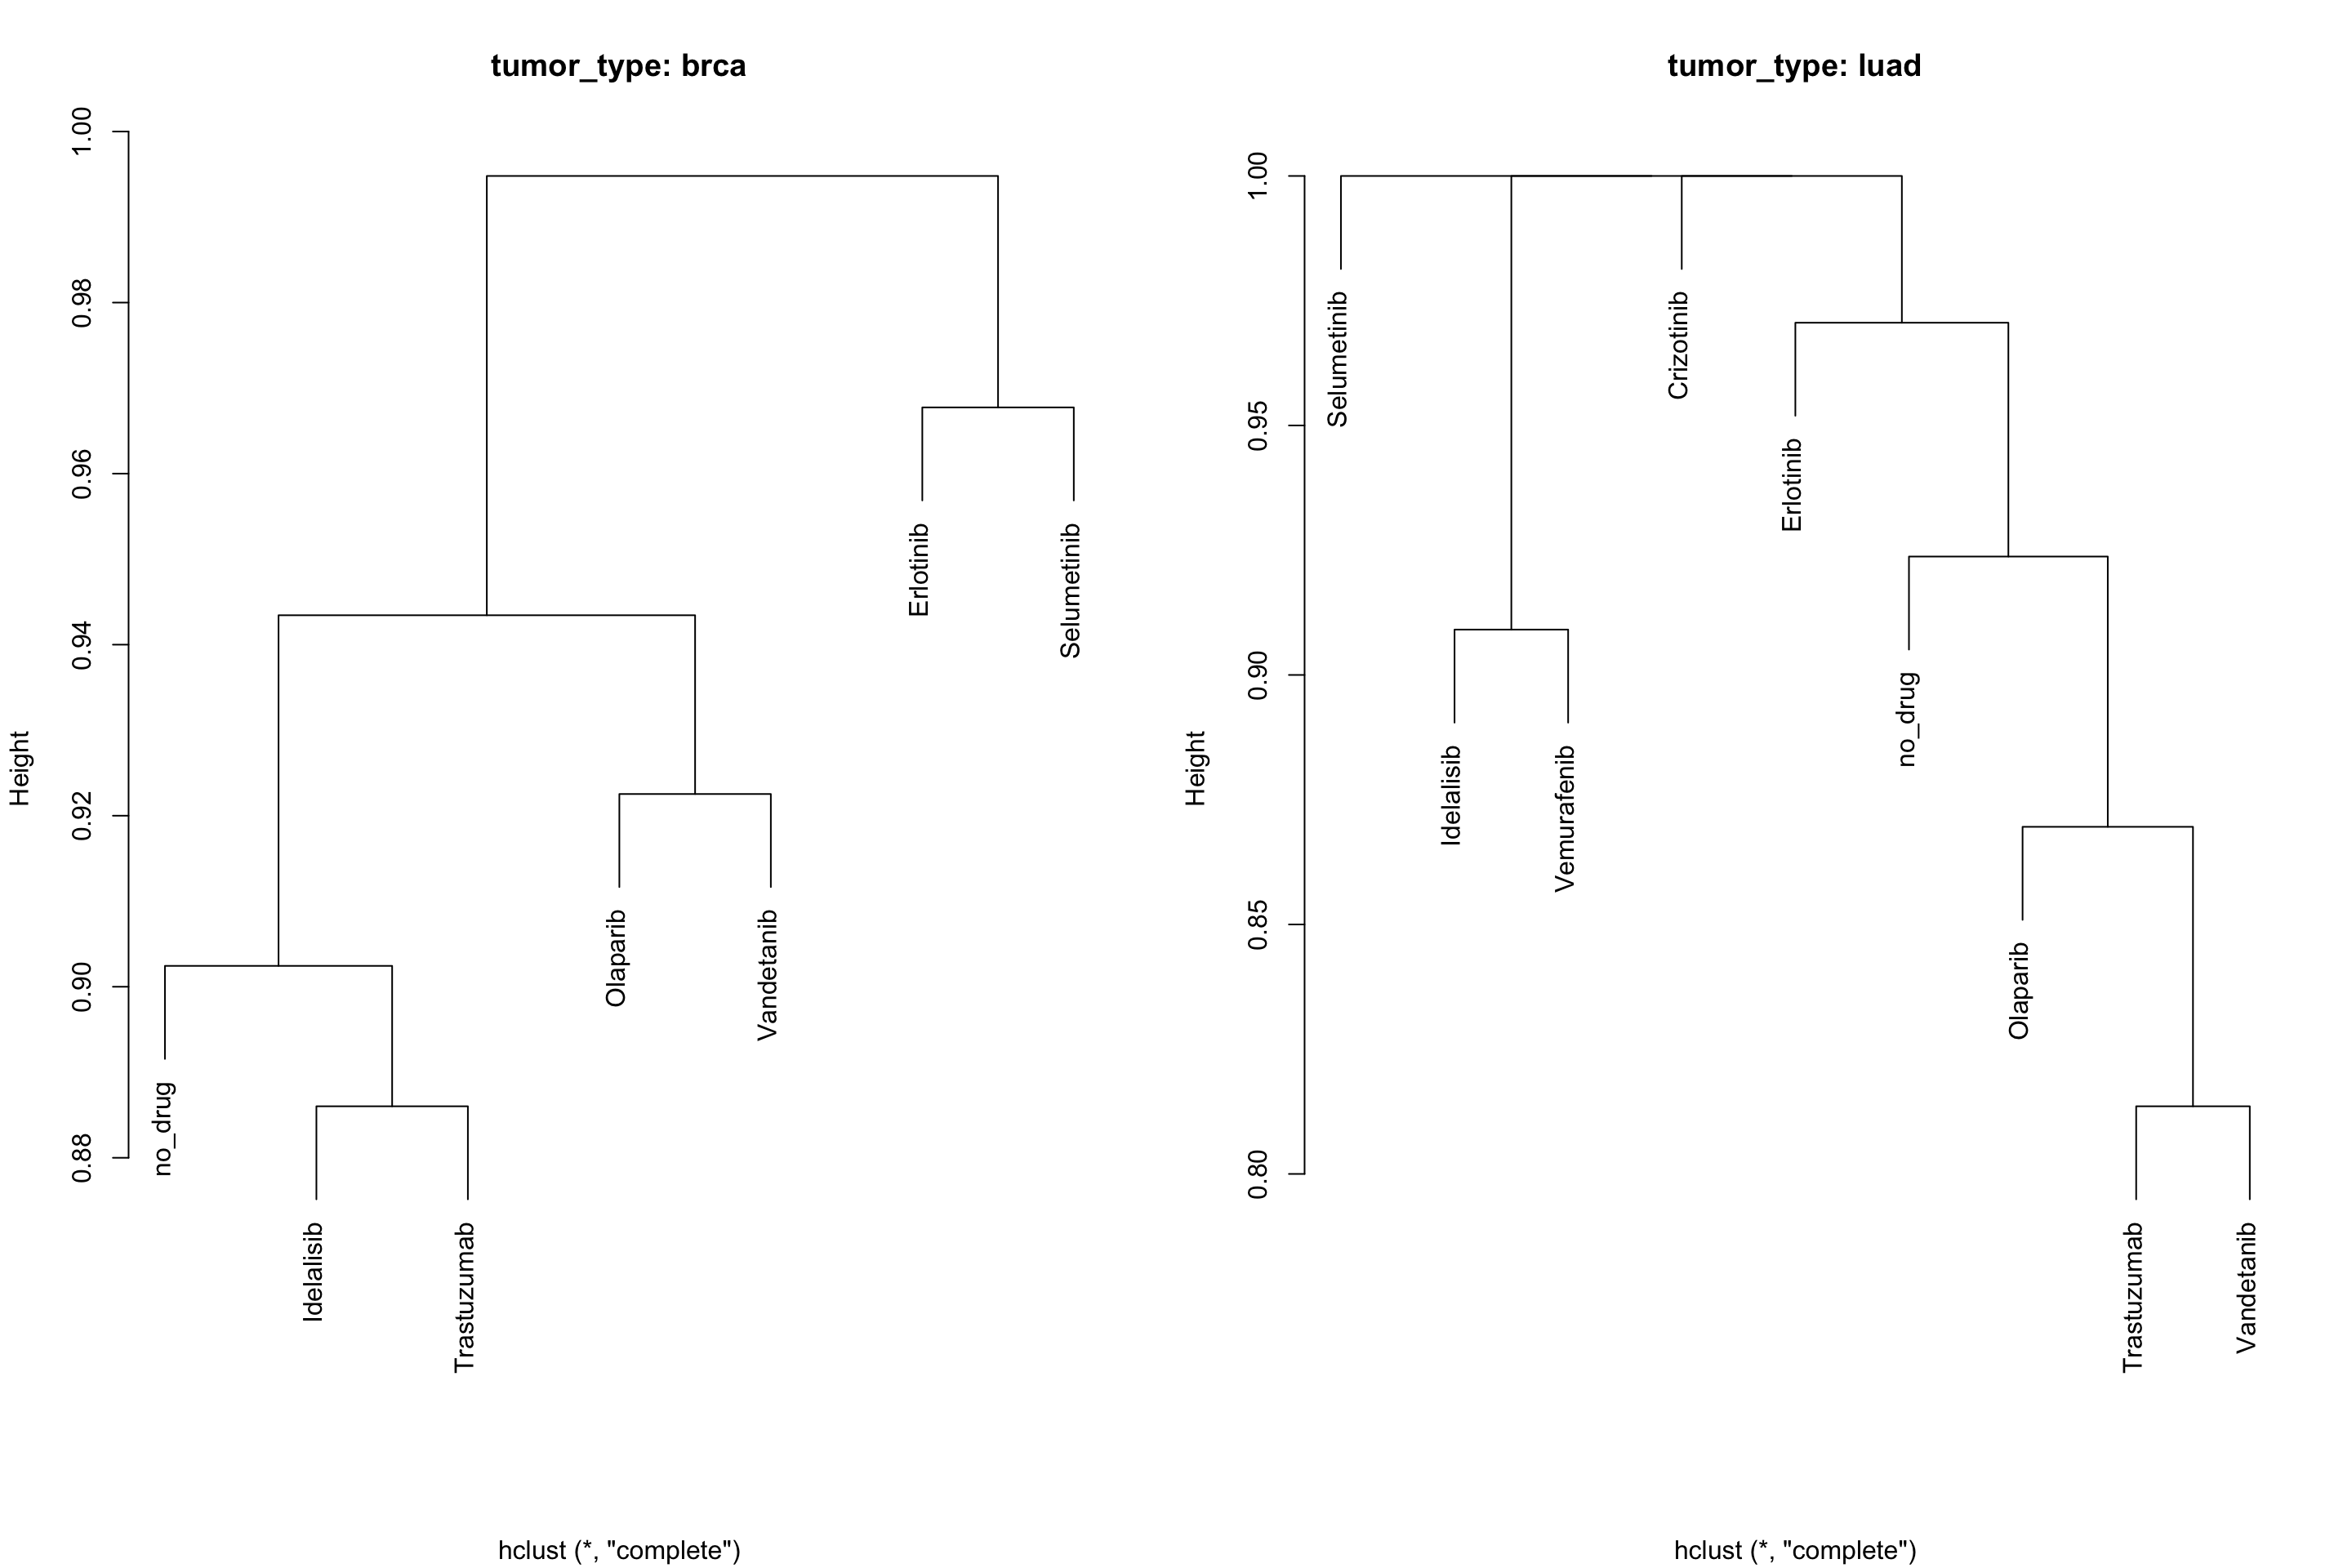 tumor_type: brca
Height
1.00
0.98
0.96
0.94
0.92
0.90
0.88
no_drug
Idelalisib
Trastuzumab
Olaparib
Vandetanib
Erlotinib
Selumetinib
hclust (*, "complete")
tumor_type: luad
Height
1.00
0.95
0.90
0.85
0.80
Selumetinib
Idelalisib
Vemurafenib
Crizotinib
Erlotinib
no_drug
Olaparib
Trastuzumab
Vandetanib
hclust (*, "complete")